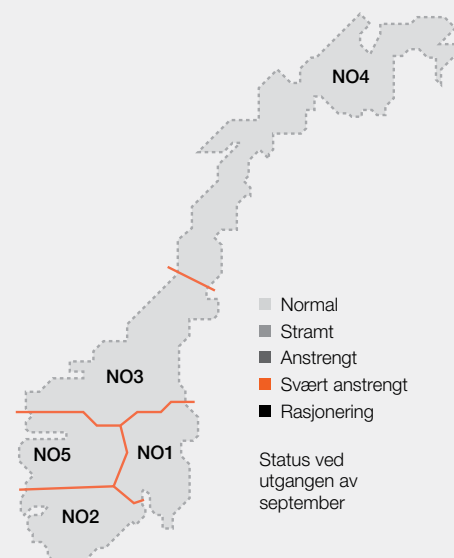 NO4
NO3
NO5
NO1
NO2
Normal
Stramt
Anstrengt
Svært anstrengt
Rasjonering
Status ved
utgangen av
september